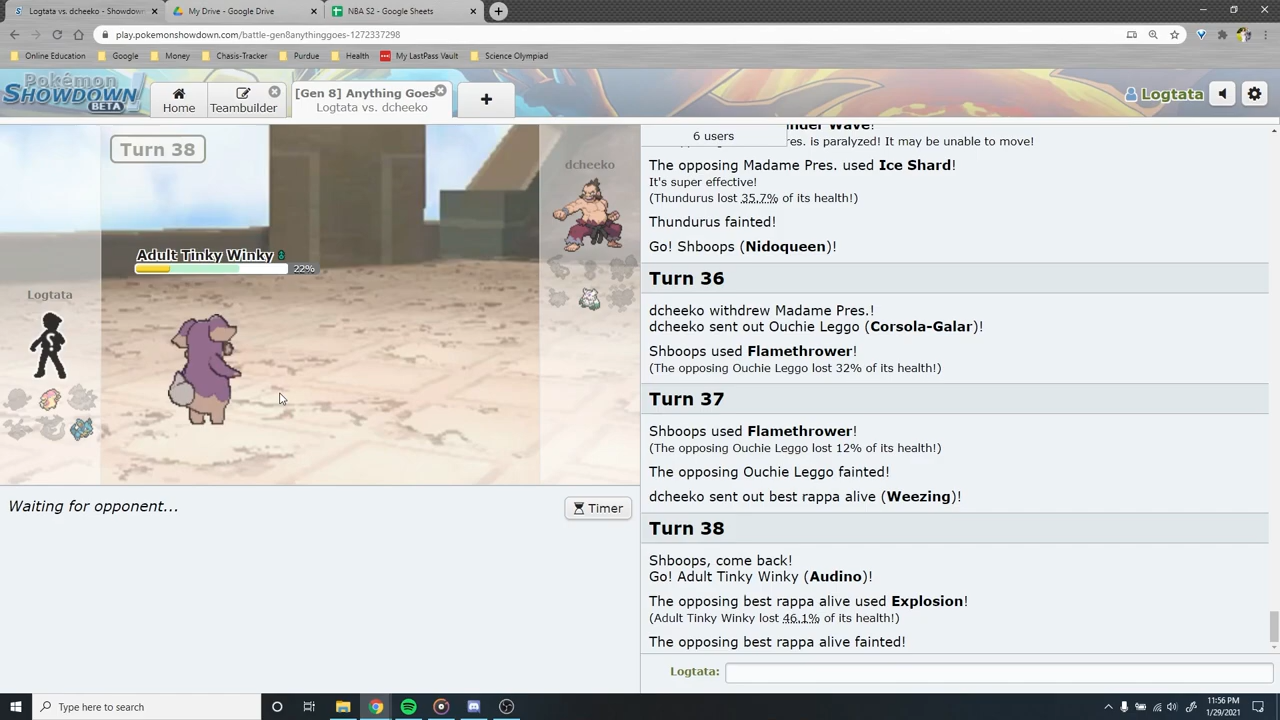 Logtata vs. dcheeko - Showdown
My Drive - Google Drive
NBA S2 - Google Sheets
play.pokemonshowdown.com/battle-gen8anythinggoes-1272337298
Online Education
Google
Money
Chasis-Tracker
Purdue
Health
My LastPass Vault
Science Olympiad
Pokémon
SHOWDOWN
BETA
Home
Teambuilder
[Gen 8] Anything Goes
Logtata vs. dcheeko
Logtata
Turn 38
dcheeko
Adult Tinky Winky
22%
Logtata
Waiting for opponent...
Timer
6 users
nder Wave!
res. is paralyzed! It may be unable to move!
The opposing Madame Pres. used Ice Shard!
It's super effective!
(Thundurus lost 35.7% of its health!)
Thundurus fainted!
Go! Shboops (Nidoqueen)!
Turn 36
dcheeko withdrew Madame Pres.!
dcheeko sent out Ouchie Leggo (Corsola-Galar)!
Shboops used Flamethrower!
(The opposing Ouchie Leggo lost 32% of its health!)
Turn 37
Shboops used Flamethrower!
(The opposing Ouchie Leggo lost 12% of its health!)
The opposing Ouchie Leggo fainted!
dcheeko sent out best rappa alive (Weezing)!
Turn 38
Shboops, come back!
Go! Adult Tinky Winky (Audino)!
The opposing best rappa alive used Explosion!
(Adult Tinky Winky lost 46.1% of its health!)
The opposing best rappa alive fainted!
Logtata:
Type here to search
11:56 PM
1/29/2021